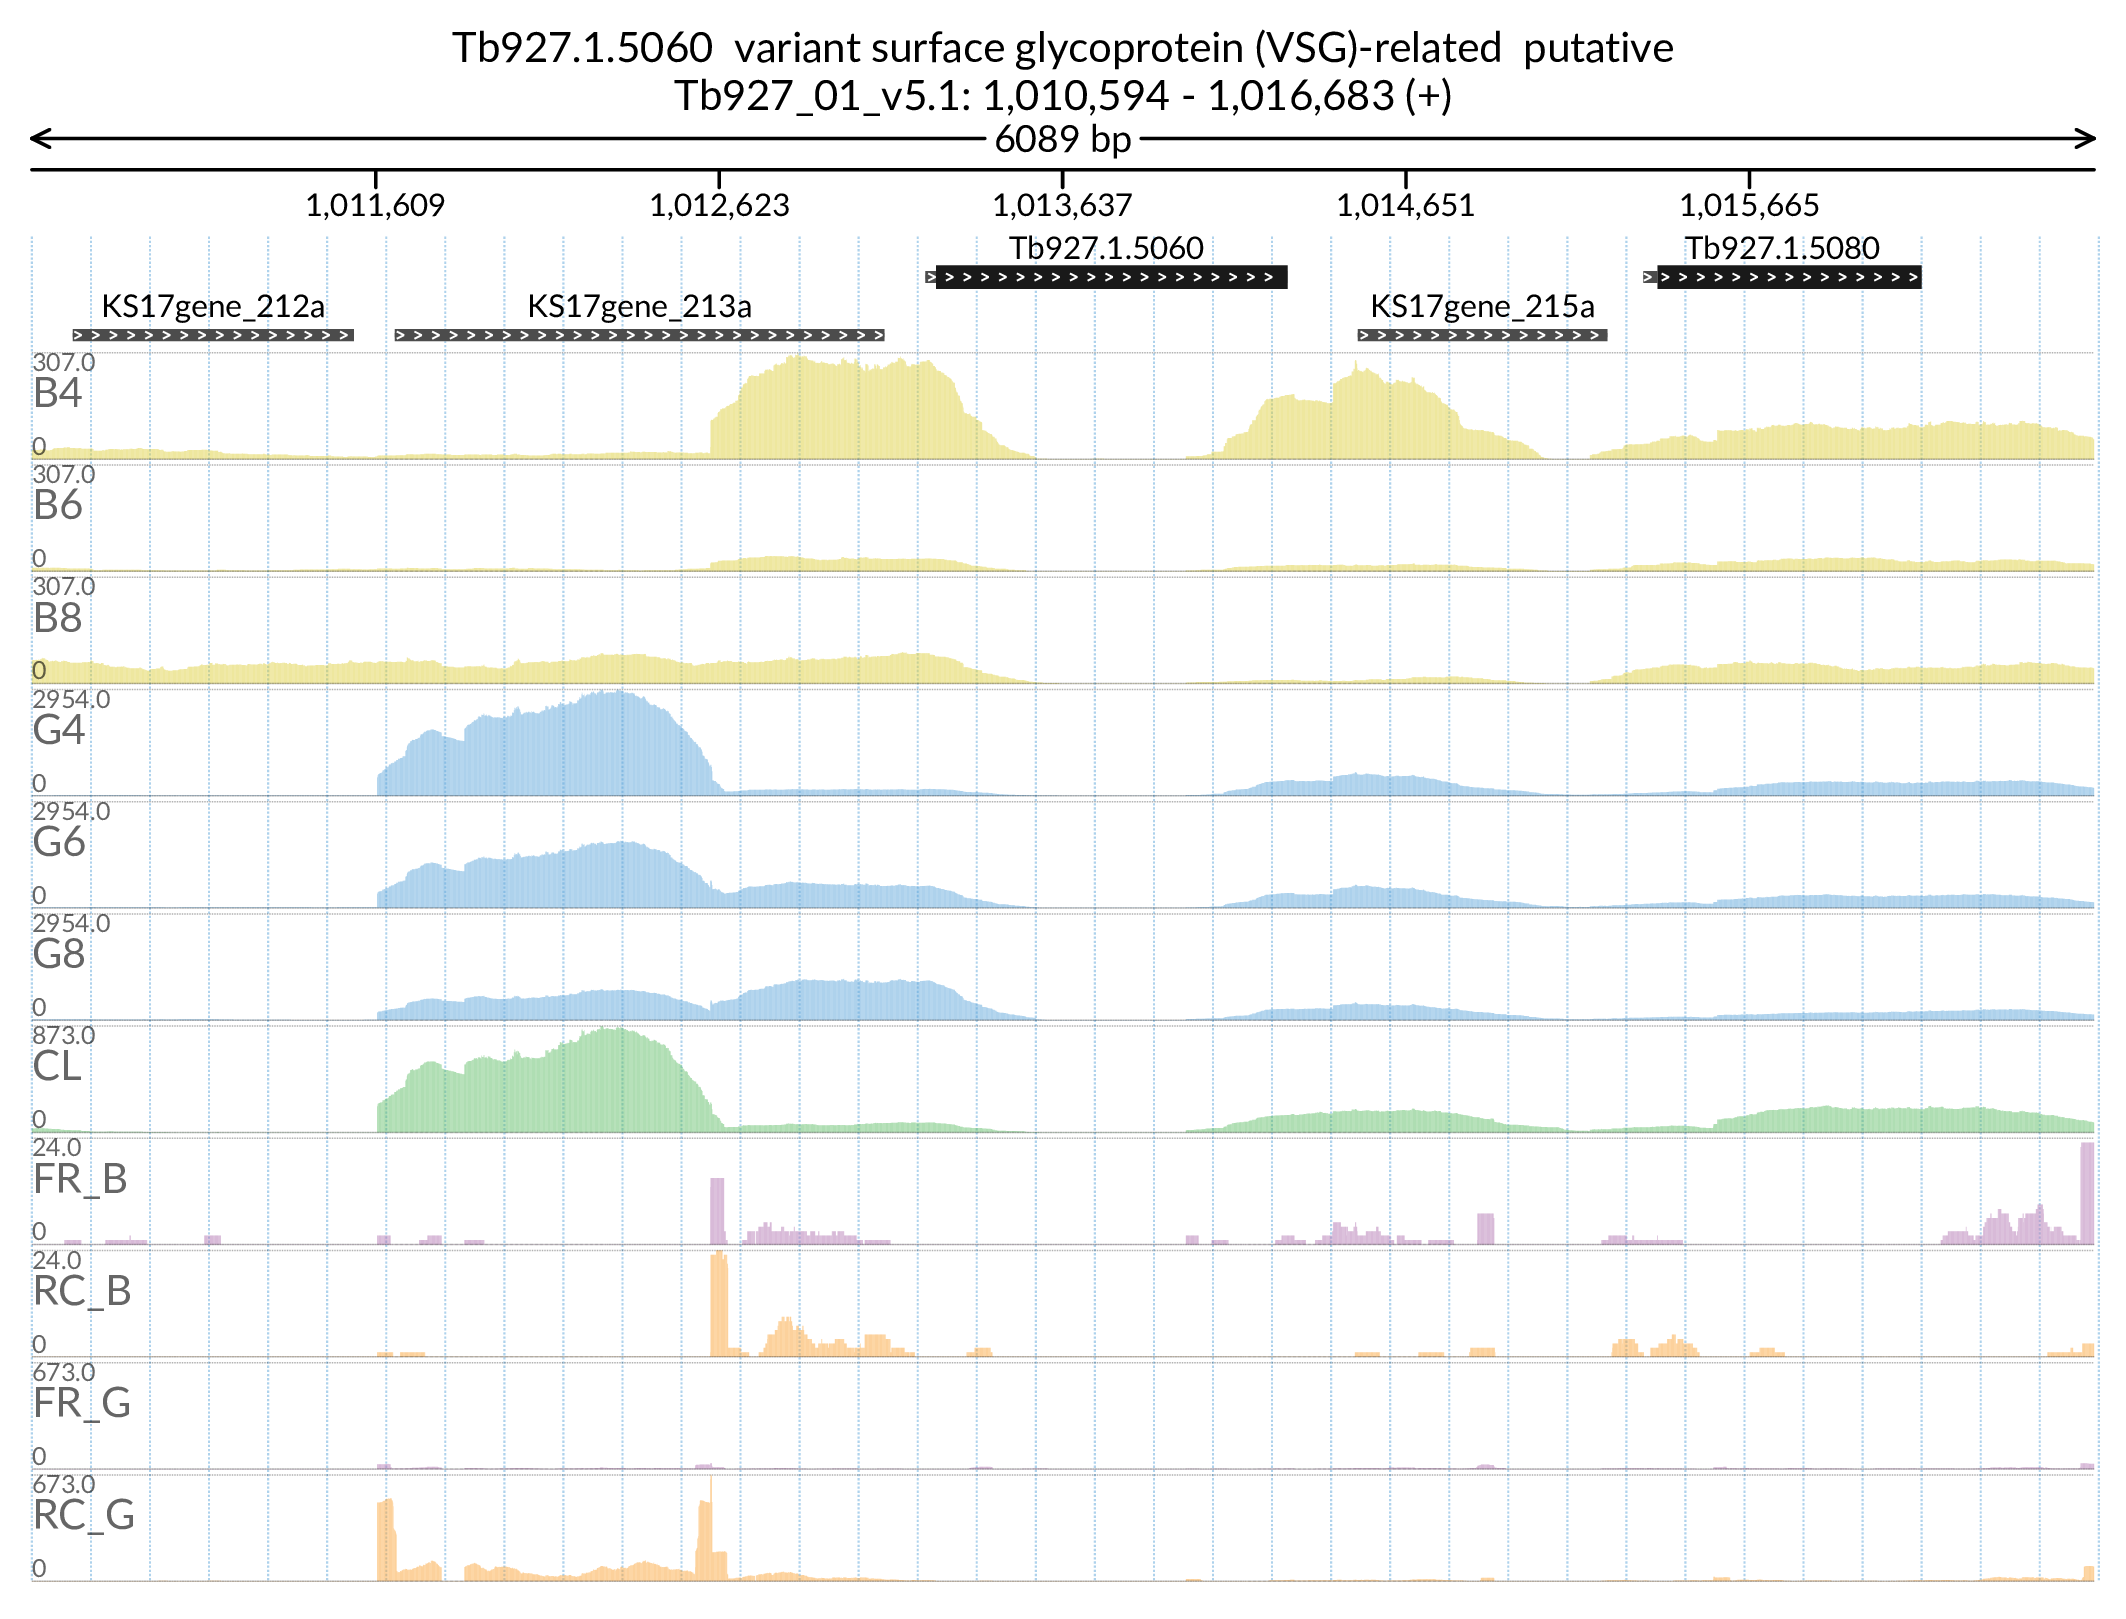 Tb927.1.5060  variant surface glycoprotein (VSG)-related  putative
Tb927_01_v5.1: 1,010,594 - 1,016,683 (+)
6089 bp
1,011,609 1,012,623 1,013,637 1,014,651 1,015,665
Tb927.1.5060 Tb927.1.5080
KS17gene_212a KS17gene_213a KS17gene_215a
307.0
B4
0
307.0
B6
0
307.0
B8
0
2954.0
G4
0
2954.0
G6
0
2954.0
G8
0
873.0
CL
0
24.0
FR_B
0
24.0
RC_B
0
673.0
FR_G
0
673.0
RC_G
0